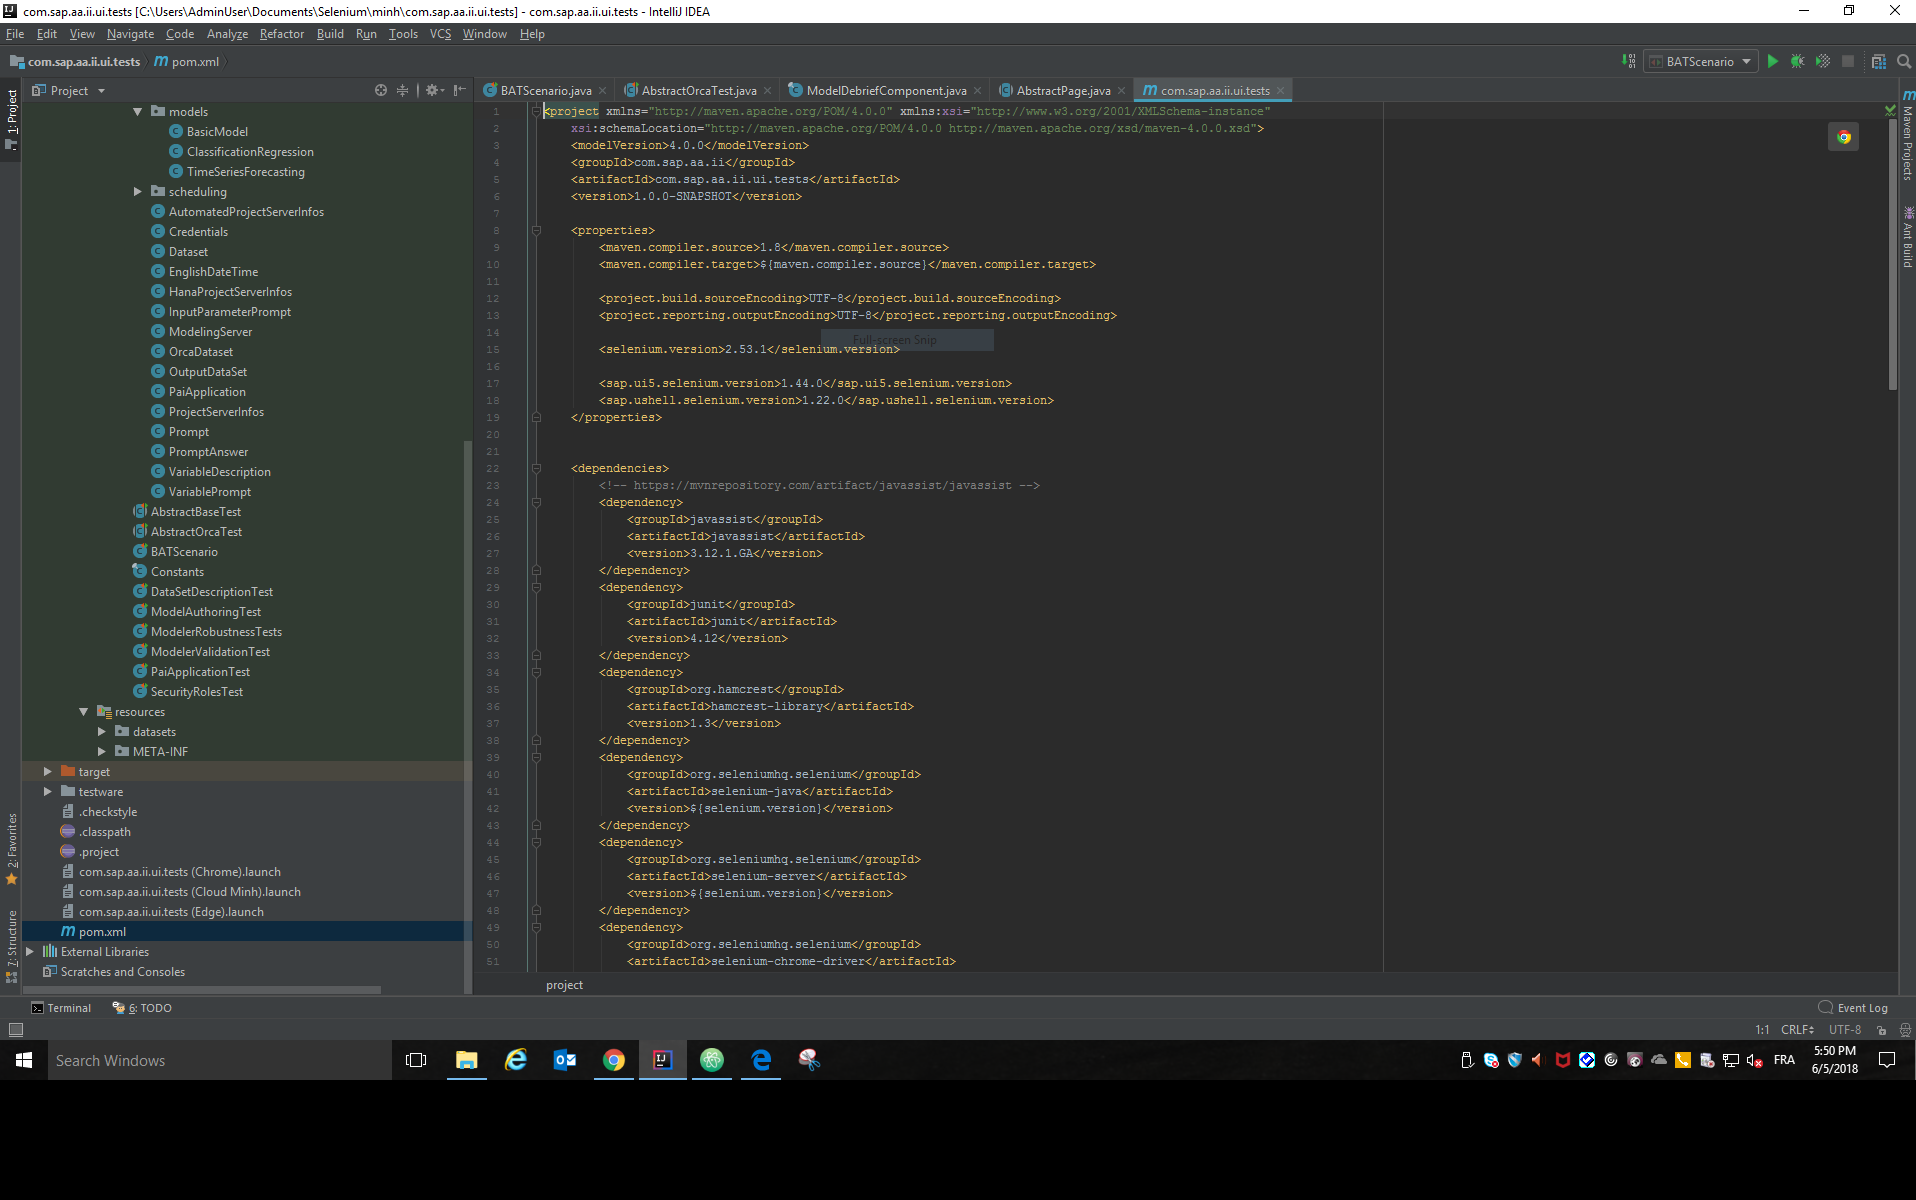 com.sap.aa.ii.ui.tests [C:\Users\AdminUser\Documents\Selenium\minh\com.sap.aa.ii.ui.tests] - com.sap.aa.ii.ui.tests - IntelliJ IDEA
File Edit View Navigate Code Analyze Refactor Build Run Tools VCS Window Help
com.sap.aa.ii.ui.tests pom.xml
BATScenario
Project
BATScenario.java AbstractOrcaTest.java ModelDebriefComponent.java AbstractPage.java com.sap.aa.ii.ui.tests
1: Project
2: Favorites
7: Structure
models
BasicModel
ClassificationRegression
TimeSeriesForecasting
scheduling
AutomatedProjectServerInfos
Credentials
Dataset
EnglishDateTime
HanaProjectServerInfos
InputParameterPrompt
ModelingServer
OrcaDataset
OutputDataSet
PaiApplication
ProjectServerInfos
Prompt
PromptAnswer
VariableDescription
VariablePrompt
AbstractBaseTest
AbstractOrcaTest
BATScenario
Constants
DataSetDescriptionTest
ModelAuthoringTest
ModelerRobustnessTests
ModelerValidationTest
PaiApplicationTest
SecurityRolesTest
resources
datasets
META-INF
target
testware
.checkstyle
.classpath
.project
com.sap.aa.ii.ui.tests (Chrome).launch
com.sap.aa.ii.ui.tests (Cloud Minh).launch
com.sap.aa.ii.ui.tests (Edge).launch
pom.xml
External Libraries
Scratches and Consoles
1 <project xmlns="http://maven.apache.org/POM/4.0.0" xmlns:xsi="http://www.w3.org/2001/XMLSchema-instance"
2 xsi:schemaLocation="http://maven.apache.org/POM/4.0.0 http://maven.apache.org/xsd/maven-4.0.0.xsd">
3 <modelVersion>4.0.0</modelVersion>
4 <groupId>com.sap.aa.ii</groupId>
5 <artifactId>com.sap.aa.ii.ui.tests</artifactId>
6 <version>1.0.0-SNAPSHOT</version>
7
8 <properties>
9 <maven.compiler.source>1.8</maven.compiler.source>
10 <maven.compiler.target>${maven.compiler.source}</maven.compiler.target>
11
12 <project.build.sourceEncoding>UTF-8</project.build.sourceEncoding>
13 <project.reporting.outputEncoding>UTF-8</project.reporting.outputEncoding>
14
Full-screen Snip
15 <selenium.version>2.53.1</selenium.version>
16
17 <sap.ui5.selenium.version>1.44.0</sap.ui5.selenium.version>
18 <sap.ushell.selenium.version>1.22.0</sap.ushell.selenium.version>
19 </properties>
20
21
22 <dependencies>
23 <!-- https://mvnrepository.com/artifact/javassist/javassist -->
24 <dependency>
25 <groupId>javassist</groupId>
26 <artifactId>javassist</artifactId>
27 <version>3.12.1.GA</version>
28 </dependency>
29 <dependency>
30 <groupId>junit</groupId>
31 <artifactId>junit</artifactId>
32 <version>4.12</version>
33 </dependency>
34 <dependency>
35 <groupId>org.hamcrest</groupId>
36 <artifactId>hamcrest-library</artifactId>
37 <version>1.3</version>
38 </dependency>
39 <dependency>
40 <groupId>org.seleniumhq.selenium</groupId>
41 <artifactId>selenium-java</artifactId>
42 <version>${selenium.version}</version>
43 </dependency>
44 <dependency>
45 <groupId>org.seleniumhq.selenium</groupId>
46 <artifactId>selenium-server</artifactId>
47 <version>${selenium.version}</version>
48 </dependency>
49 <dependency>
50 <groupId>org.seleniumhq.selenium</groupId>
51 <artifactId>selenium-chrome-driver</artifactId>
project
Maven Projects
Ant Build
Terminal 6: TODO Event Log
1:1 CRLF UTF-8
Search Windows
FRA
5:50 PM
6/5/2018